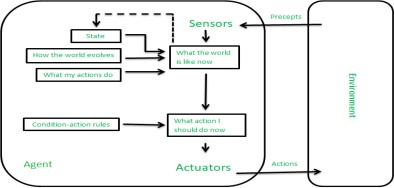 Sensors
Percepts
State
How the world evolves
What the world
is like now
What my actions do
Environment
Condition-action rules
What action I
should do now
Agent
Actuators
Actions